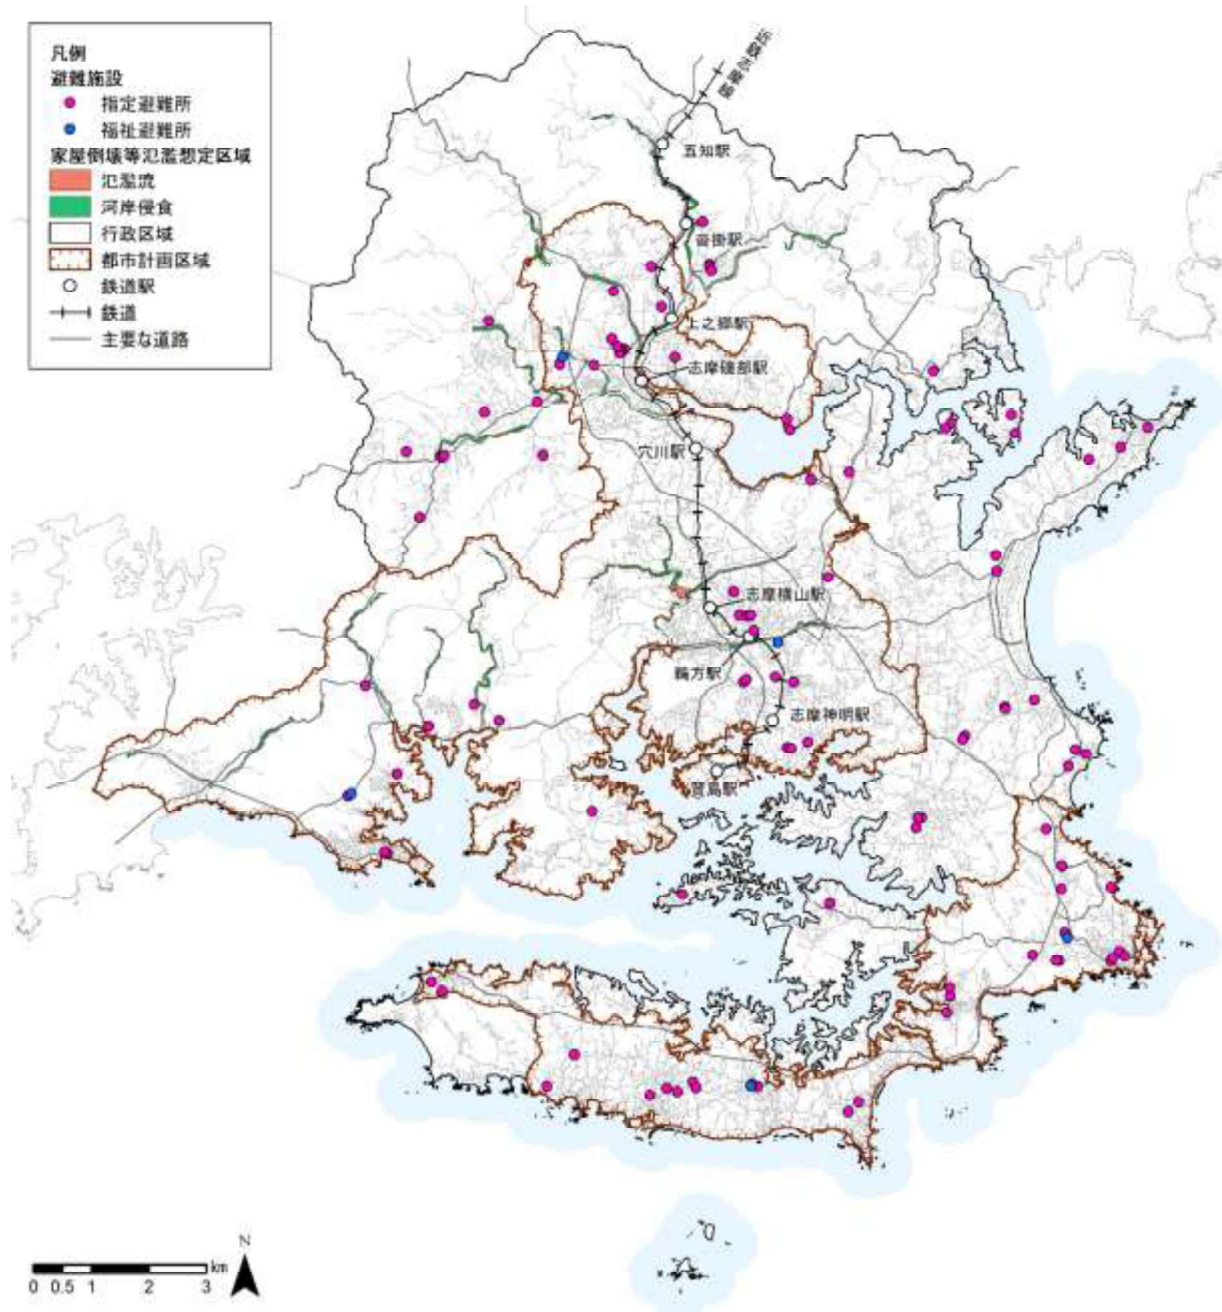 凡例
避難施設
指定避難所
福祉避難所
家屋倒壊等氾濫想定区域
氾濫流
河岸侵食
行政区域
都市計画区域
鉄道駅
鉄道
主要な道路
近鉄志摩線
五知駅
沓掛駅
上之郷駅
志摩磯部駅
穴川駅
志摩横山駅
鵜方駅
志摩神明駅
賢島駅
N
km
0 0.5 1 2 3